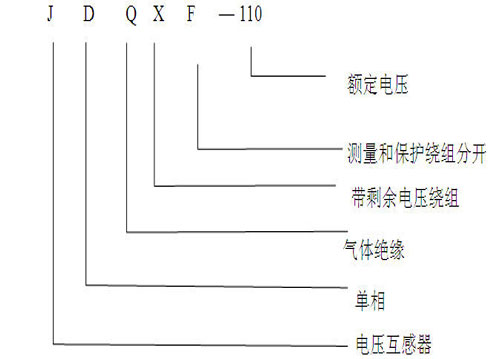 J D Q X F — 110
额定电压
测量和保护绕组分开
带剩余电压绕组
气体绝缘
单相
电压互感器